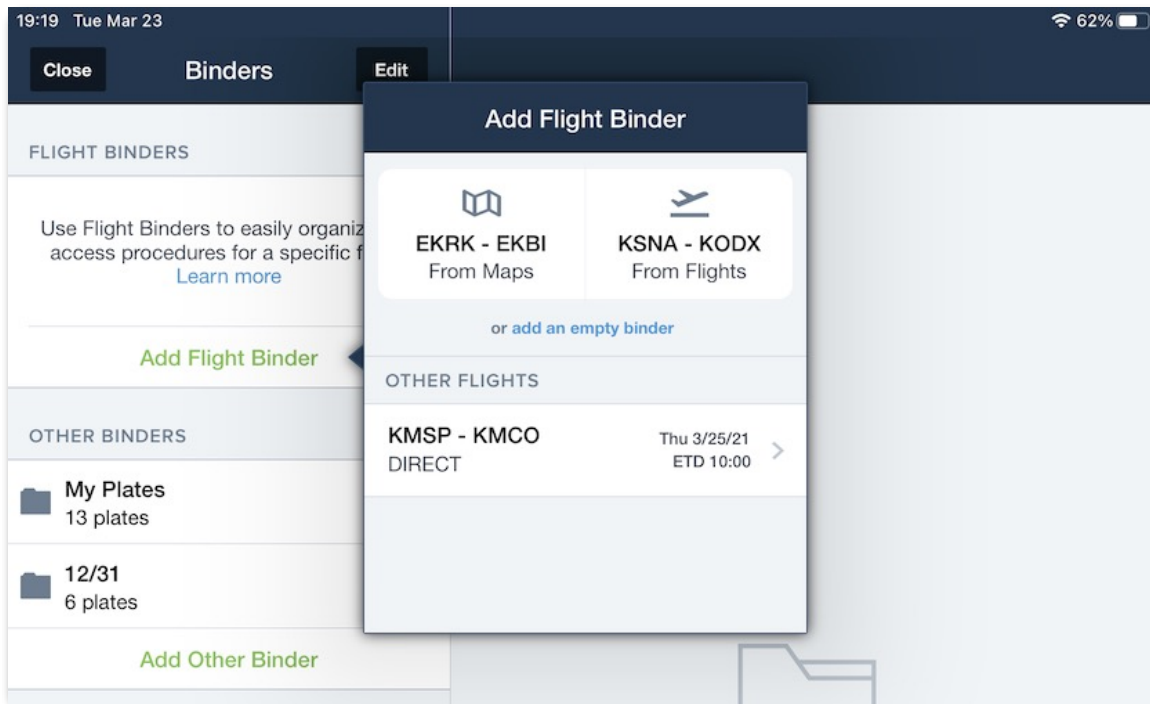 19:19 Tue Mar 23
62%
Close
Binders
Edit
FLIGHT BINDERS
Use Flight Binders to easily organiz
access procedures for a specific f
Learn more
Add Flight Binder
OTHER BINDERS
My Plates
13 plates
12/31
6 plates
Add Other Binder
Add Flight Binder
EKRK - EKBI
From Maps
KSNA - KODX
From Flights
or add an empty binder
OTHER FLIGHTS
KMSP - KMCO
DIRECT
Thu 3/25/21
ETD 10:00